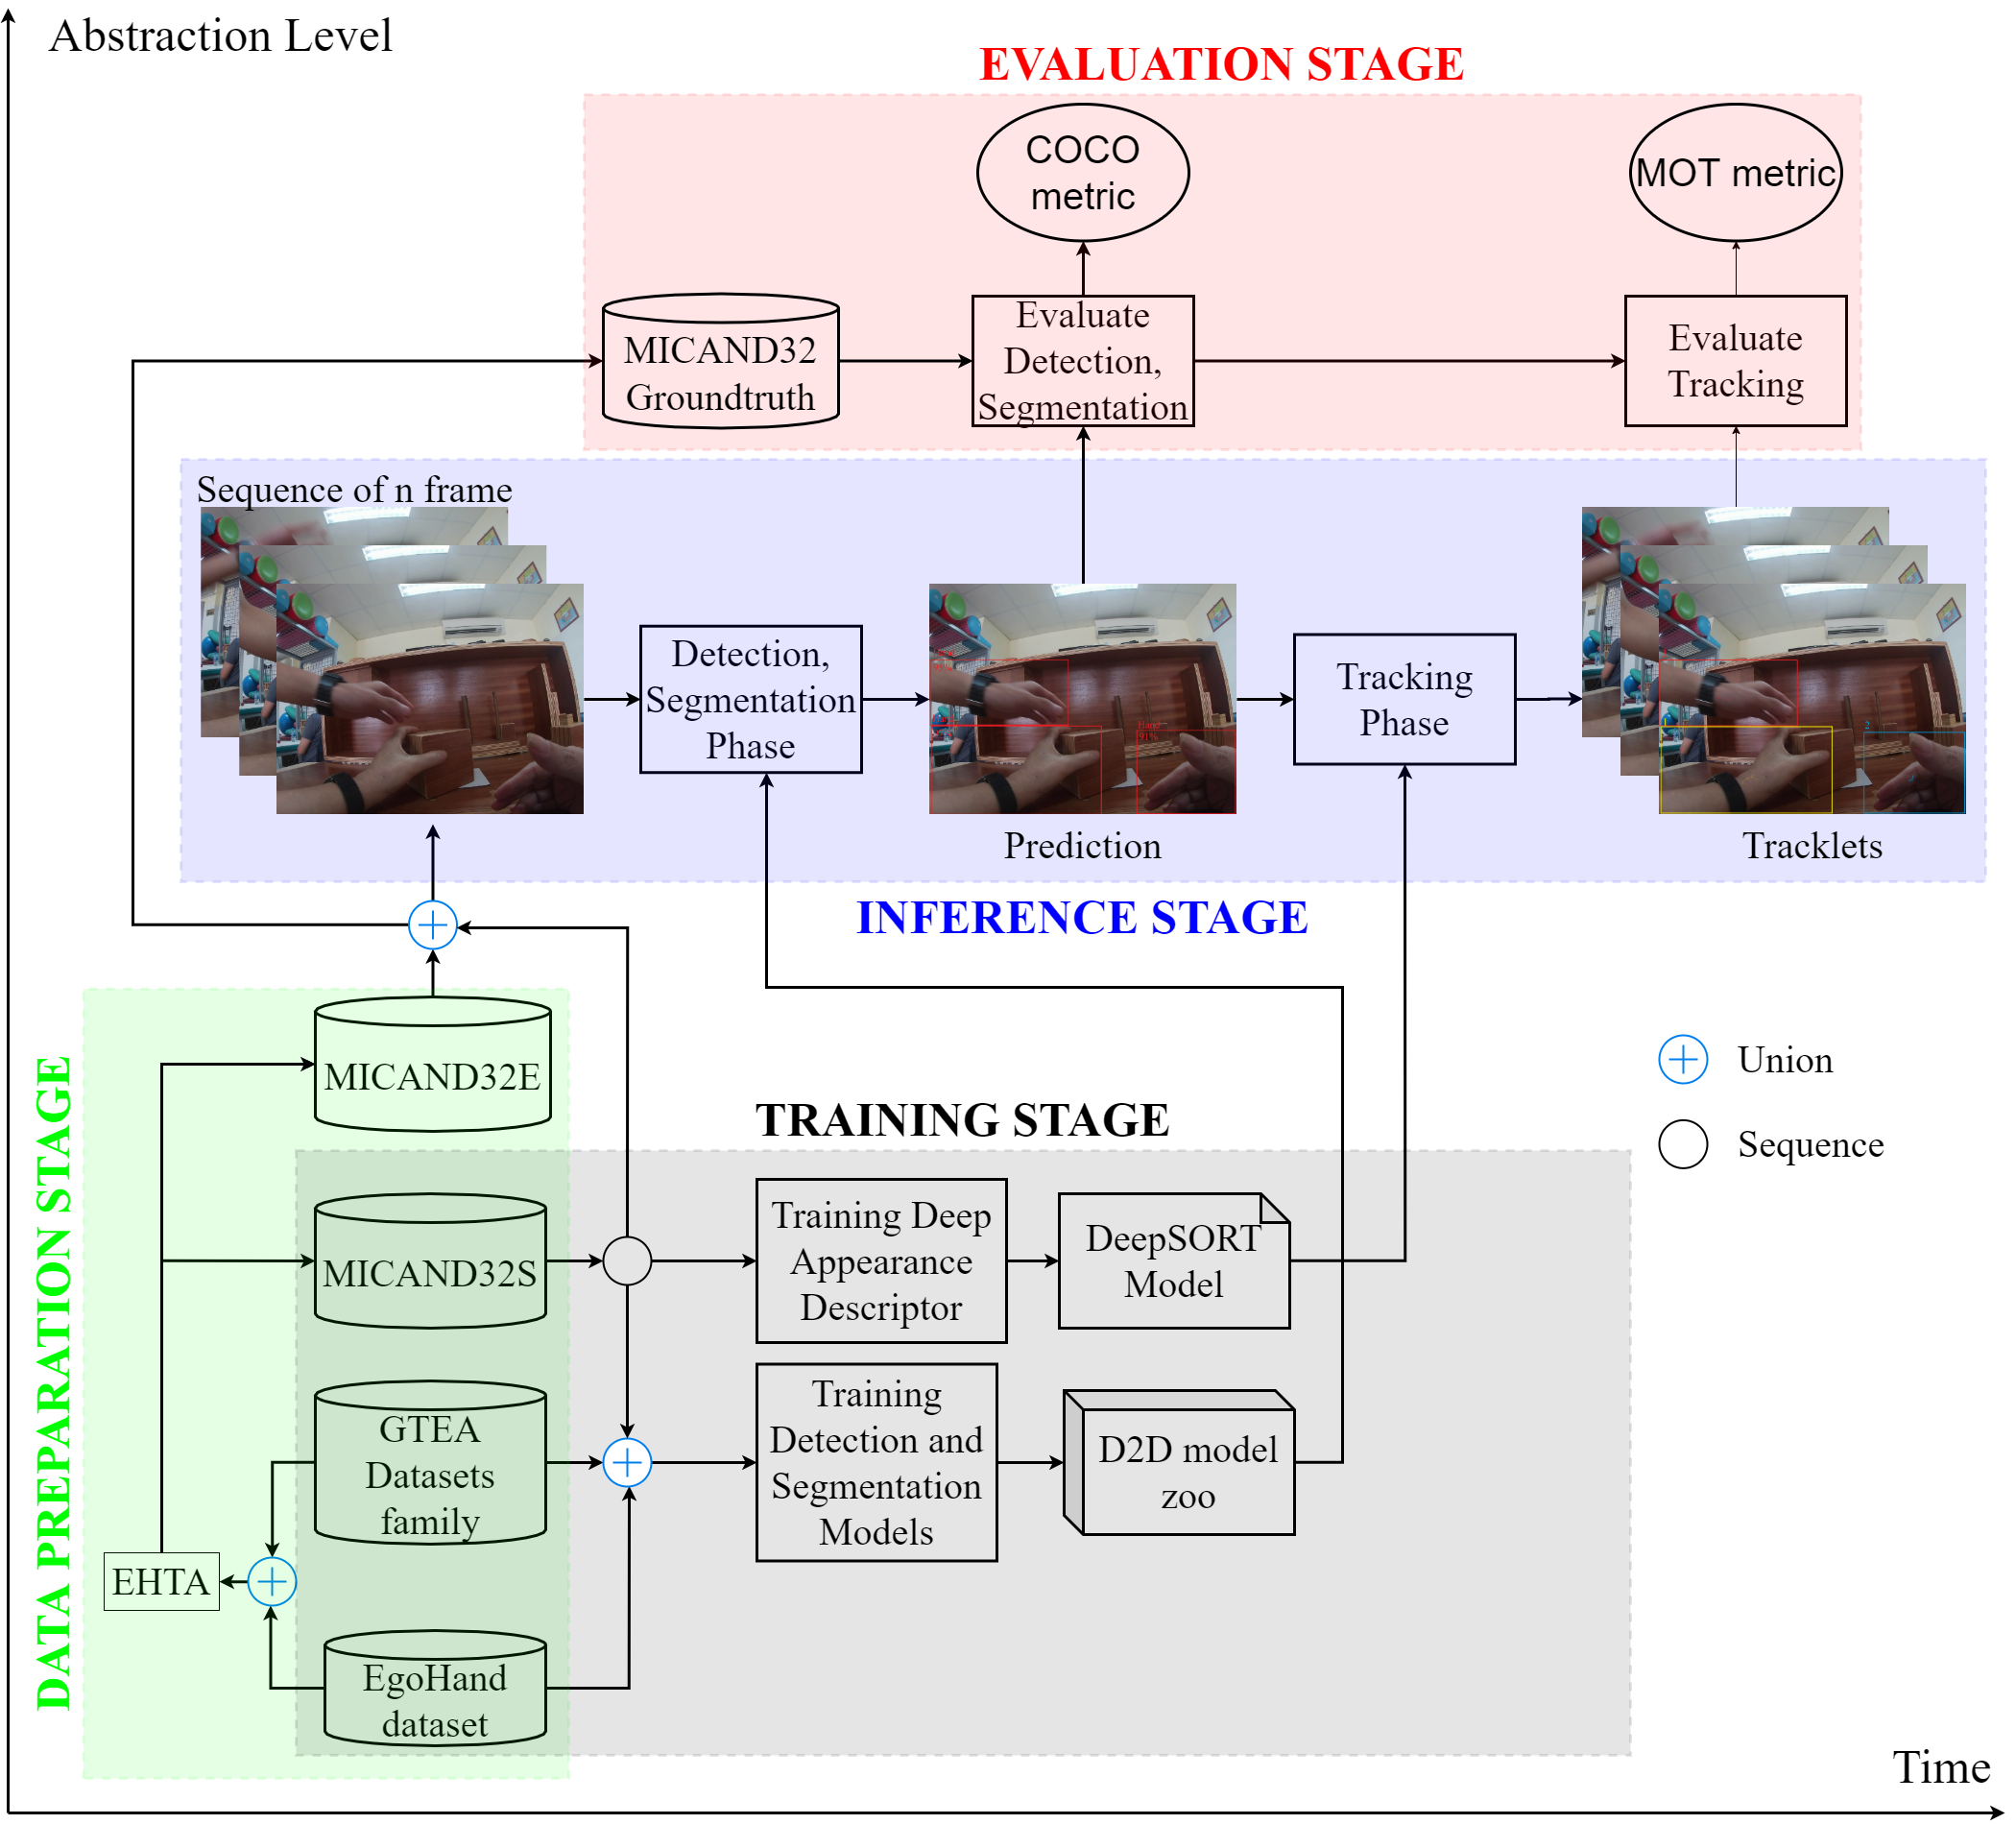 Abstraction Level
EVALUATION STAGE
COCO
metric
MOT metric
MICAND32
Groundtruth
Evaluate
Detection,
Segmentation
Evaluate
Tracking
Sequence of n frame
Detection,
Segmentation
Phase
Hand
91%
Prediction
Tracking
Phase
2
Tracklets
INFERENCE STAGE
DATA PREPARATION STAGE
MICAND32E
Union
Sequence
TRAINING STAGE
MICAND32S
Training Deep
Appearance
Descriptor
DeepSORT
Model
GTEA
Datasets
family
Training
Detection and
Segmentation
Models
D2D model
zoo
EHTA
EgoHand
dataset
Time